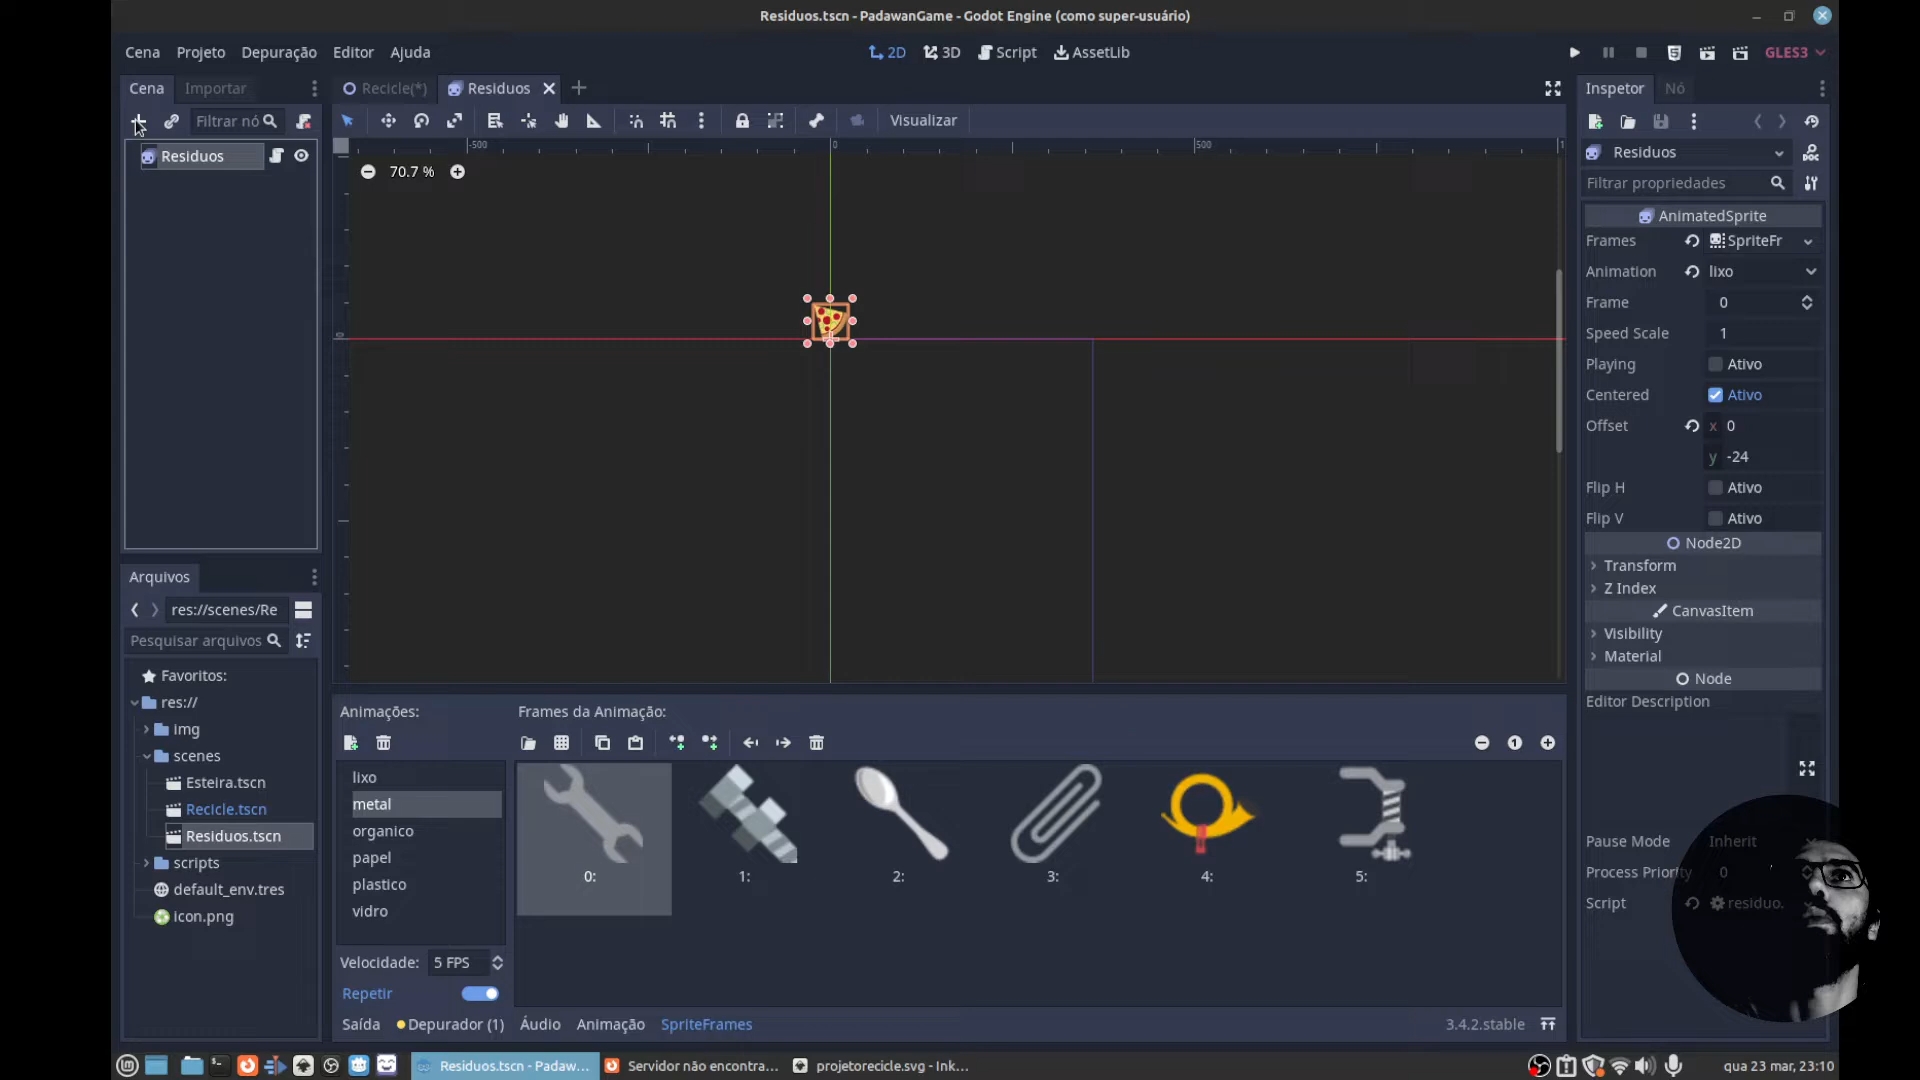 Residuos.tscn - PadawanGame - Godot Engine (como super-usuário)
Cena Projeto Depuração Editor Ajuda
2D 3D Script AssetLib
GLES3
Cena Importar
Recicle(*) Residuos
Inspetor Nó
Filtrar nó
Visualizar
Residuos
-500 0 500
70.7 %
0
Residuos
Filtrar propriedades
AnimatedSprite
Frames SpriteFr
Animation lixo
Frame 0
Speed Scale 1
Playing Ativo
Centered Ativo
Offset x 0
y -24
Flip H Ativo
Flip V Ativo
Node2D
Transform
Z Index
CanvasItem
Visibility
Material
Node
Editor Description
Pause Mode Inherit
Process Priority 0
Script residuo.
Arquivos
res://scenes/Re
Pesquisar arquivos
Favoritos:
res://
img
scenes
Esteira.tscn
Recicle.tscn
Residuos.tscn
scripts
default_env.tres
icon.png
Animações:
lixo
metal
organico
papel
plastico
vidro
Velocidade: 5 FPS
Repetir
Frames da Animação:
0: 1: 2: 3: 4: 5:
Saída Depurador (1) Áudio Animação SpriteFrames 3.4.2.stable
Residuos.tscn - Padaw... Servidor não encontra... projetorecicle.svg - Ink... qua 23 mar, 23:10